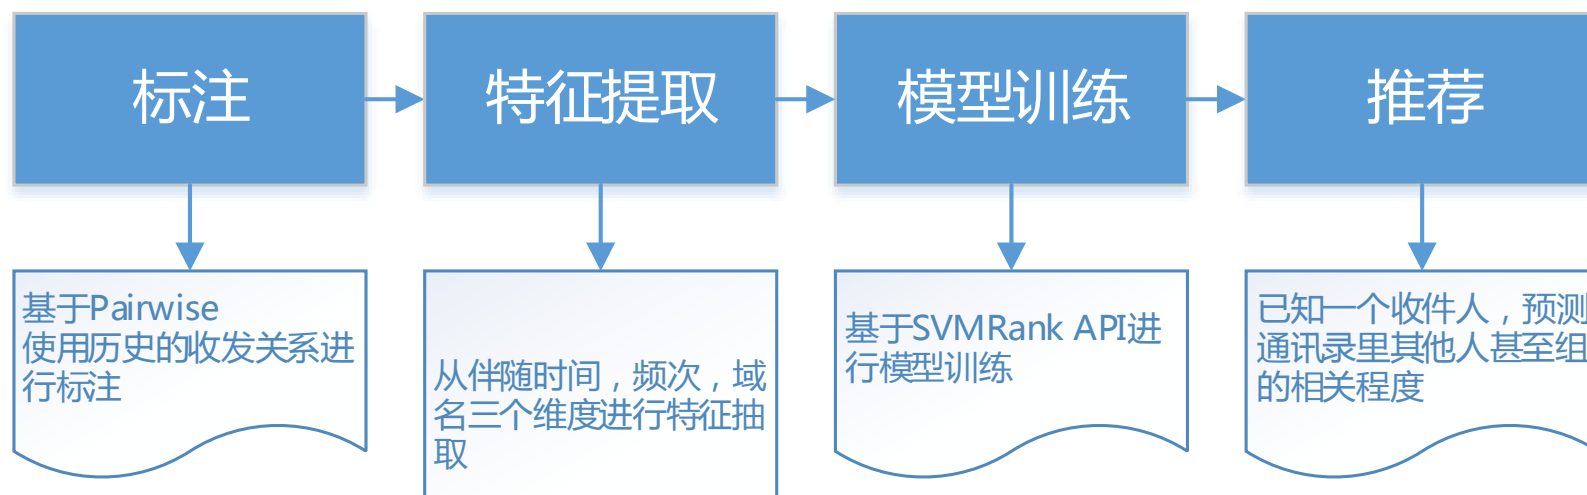 标注
特征提取
模型训练
推荐
基于Pairwise
使用历史的收发关系进
行标注
从伴随时间，频次，域
名三个维度进行特征抽
取
基于SVMRank API进
行模型训练
已知一个收件人，预测
通讯录里其他人甚至组
的相关程度